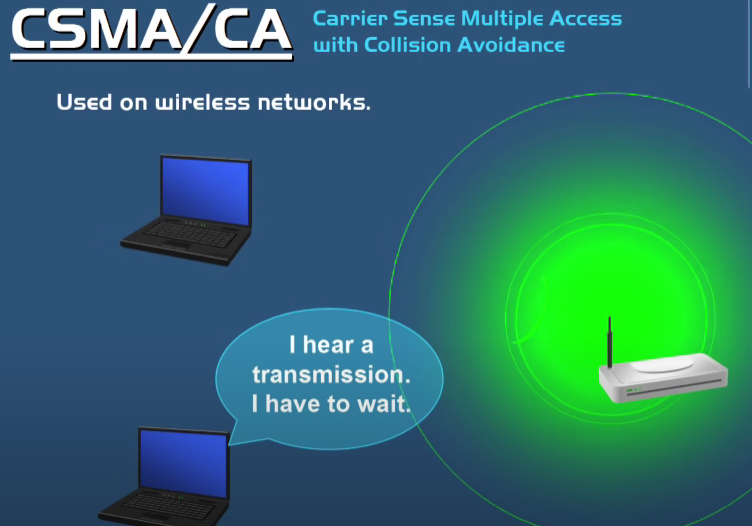 CSMA/CA
Carrier Sense Multiple Access
with Collision Avoidance
Used on wireless networks.
I hear a
transmission.
I have to wait.